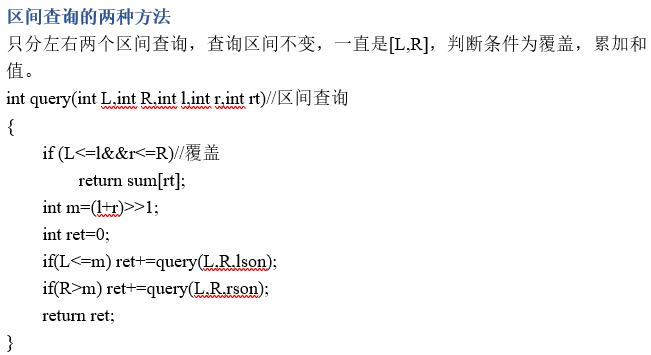 区间查询的两种方法
只分左右两个区间查询，查询区间不变，一直是[L,R]，判断条件为覆盖，累加和
值。
int query(int L,int R,int l,int r,int rt)//区间查询
{
if (L<=l&&r<=R)//覆盖
return sum[rt];
int m=(l+r)>>1;
int ret=0;
if(L<=m) ret+=query(L,R,lson);
if(R>m) ret+=query(L,R,rson);
return ret;
}